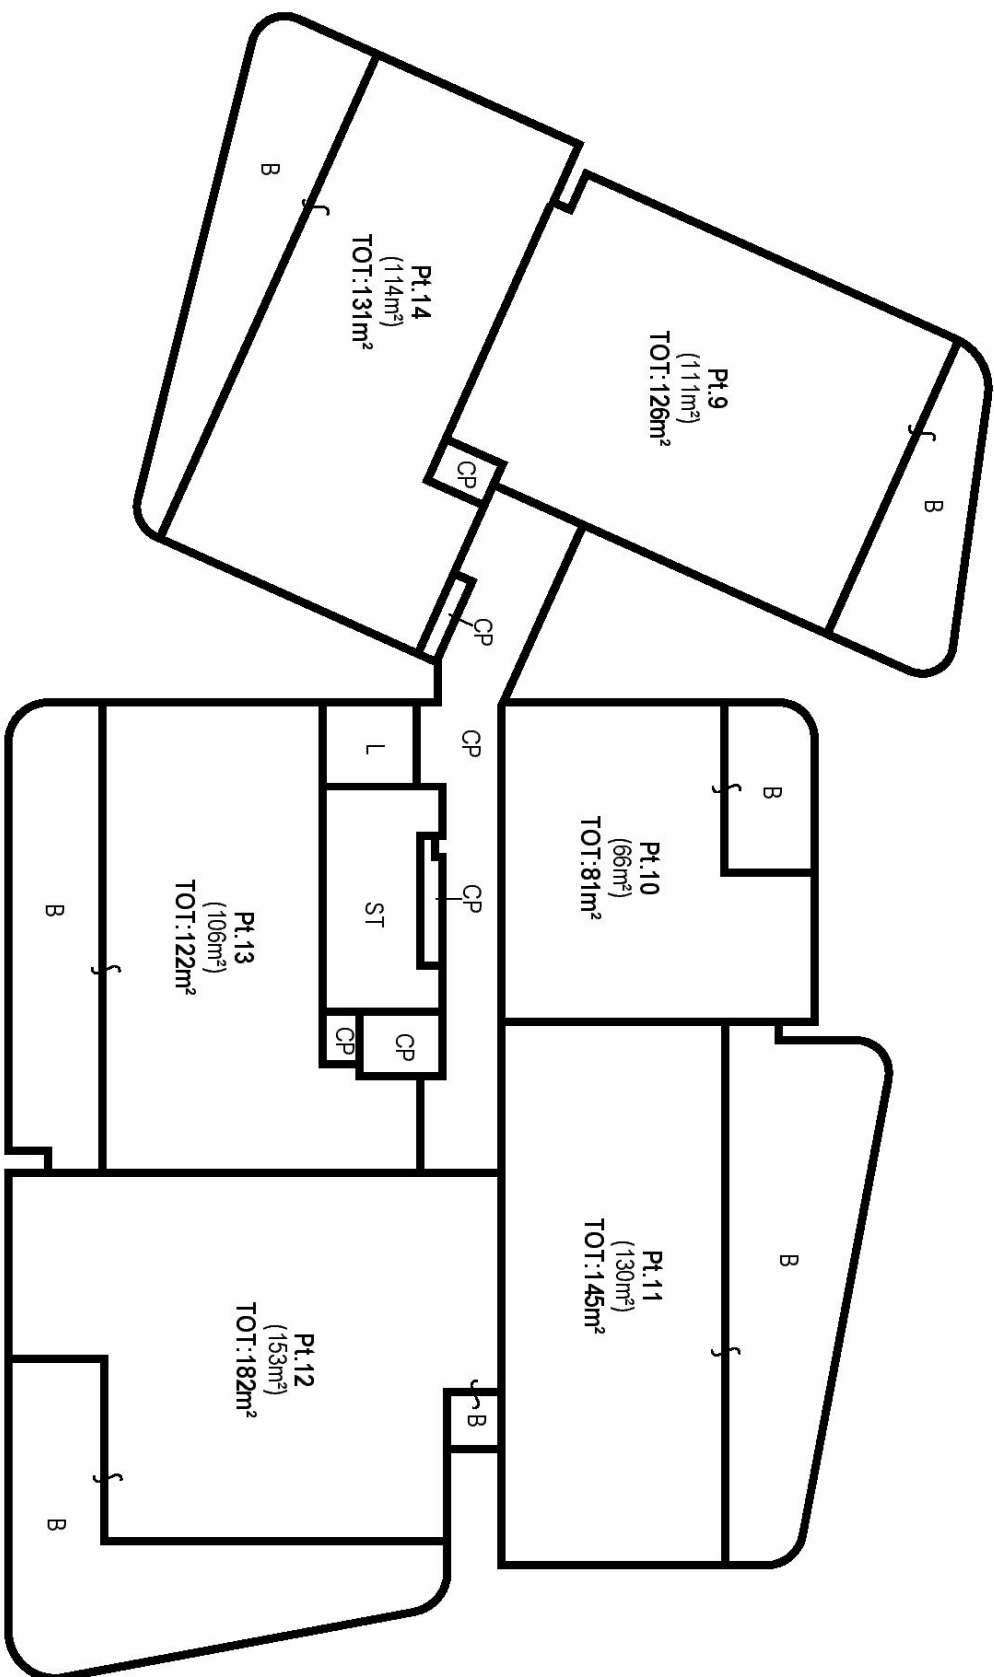 B
Pt.9
(111m²)
TOT:126m²
B
Pt.14
(114m²)
TOT:131m²
CP
CP
CP
L
B
Pt.10
(66m²)
TOT:81m²
CP
ST
Pt.13
(106m²)
TOT:122m²
B
CP
CP
B
Pt.11
(130m²)
TOT:145m²
Pt.12
(153m²)
TOT:182m²
B
B